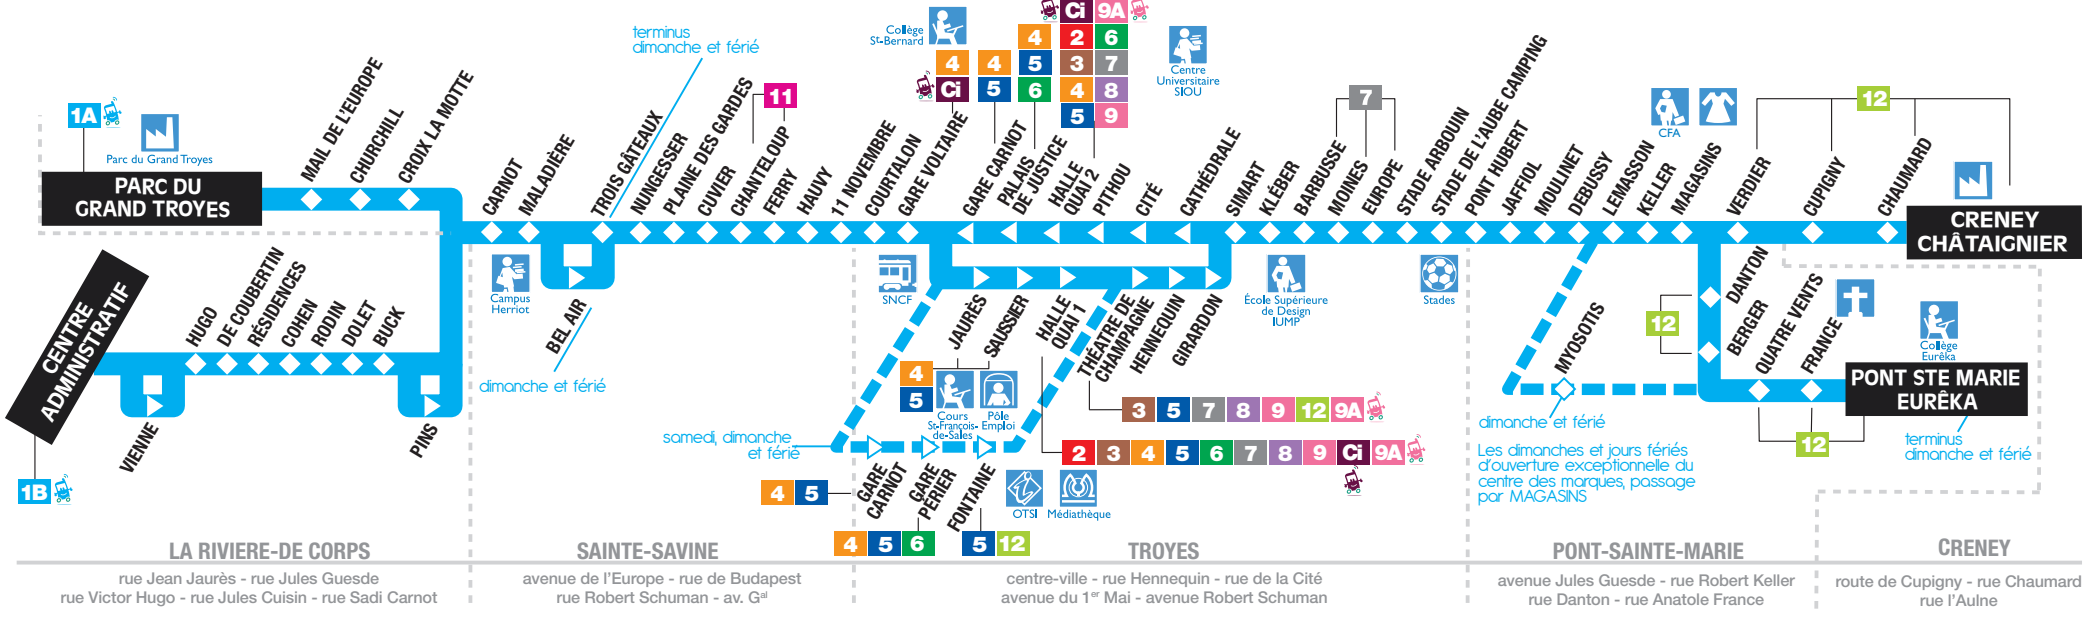 1A
Parc du Grand Troyes
PARC DU
GRAND TROYES
MAIL DE L'EUROPE
CHURCHILL
CROIX LA MOTTE
CENTRE
ADMINISTRATIF
1B
VIENNE
HUGO
DE COUBERTIN
RÉSIDENCES
COHEN
RODIN
DOLET
BUCK
PINS
CARNOT
MALADIÈRE
Campus
Herriot
BEL AIR
dimanche et férié
terminus
dimanche et férié
TROIS GÂTEAUX
NUNGESSER
PLAINE DES GARDES
CUVIER
CHANTELOUP
11
FERRY
HAUVY
11 NOVEMBRE
COURTALON
GARE VOLTAIRE
Collège
St-Bernard
4
Ci
SNCF
GARE CARNOT
4
5
PALAIS
DE JUSTICE
4
5
6
HALLE
QUAI 2
Ci 9A
2 6
3 7
4 8
5 9
PITHOU
CITÉ
CATHÉDRALE
Centre
Universitaire
SIOU
JAURÈS
SAUSSIER
4
5
Cours
St-François-
de-Sales
Pôle
Emploi
HALLE
QUAI 1
2 3 4 5 6 7 8 9 Ci 9A
THÉATRE DE
CHAMPAGNE
3 5 7 8 9 12 9A
HENNEQUIN
GIRARDON
samedi, dimanche
et férié
4 5
GARE
CARNOT
GARE
PERIER
4 5 6
FONTAINE
5 12
OTSI
Médiathèque
SIMART
KLÉBER
BARBUSSE
MOINES
EUROPE
7
École Supérieure
de Design
IUMP
STADE ARBOUIN
STADE DE L'AUBE CAMPING
Stades
PONT HUBERT
JAFFIOL
MOULINET
DEBUSSY
LEMASSON
KELLER
MAGASINS
CFA
MYOSOTIS
dimanche et férié
Les dimanches et jours fériés
d'ouverture exceptionnelle du
centre des marques, passage
par MAGASINS
VERDIER
CUPIGNY
CHAUMARD
12
CRENEY
CHÂTAIGNIER
DANTON
BERGER
12
QUATRE VENTS
FRANCE
12
Collège
Eurêka
PONT STE MARIE
EURÊKA
terminus
dimanche et férié
LA RIVIERE-DE CORPS
rue Jean Jaurès - rue Jules Guesde
rue Victor Hugo - rue Jules Cuisin - rue Sadi Carnot
SAINTE-SAVINE
avenue de l'Europe - rue de Budapest
rue Robert Schuman - av. Gal
TROYES
centre-ville - rue Hennequin - rue de la Cité
avenue du 1er Mai - avenue Robert Schuman
PONT-SAINTE-MARIE
avenue Jules Guesde - rue Robert Keller
rue Danton - rue Anatole France
CRENEY
route de Cupigny - rue Chaumard
rue l'Aulne